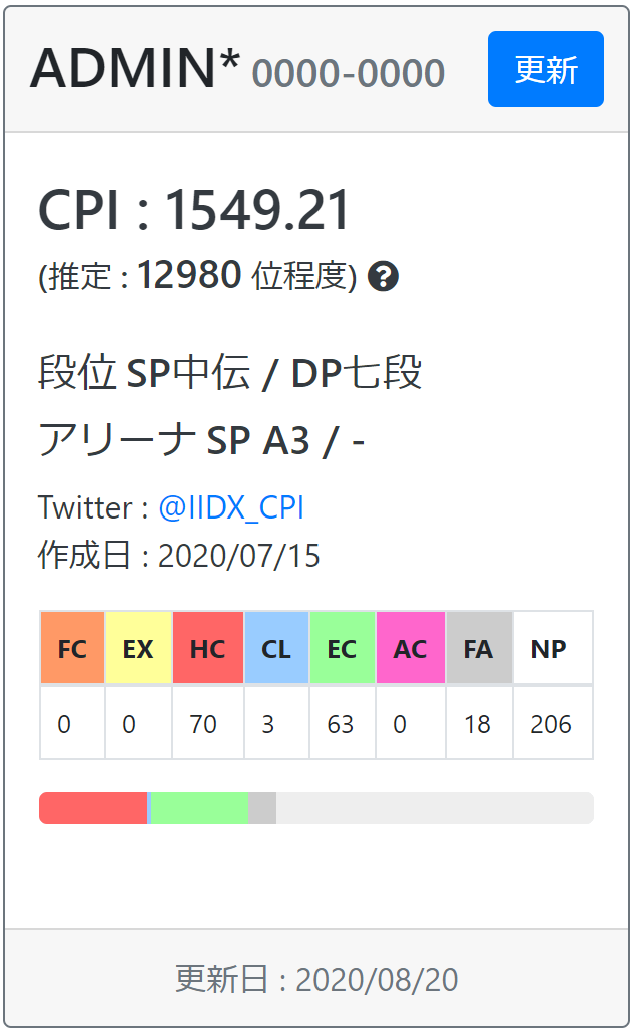 ADMIN* 0000-0000 更新
CPI : 1549.21
(推定 : 12980 位程度) ?
段位 SP中伝 / DP七段
アリーナ SP A3 / -
Twitter : @IIDX_CPI
作成日 : 2020/07/15
FC EX HC CL EC AC FA NP
0 0 70 3 63 0 18 206
更新日 : 2020/08/20